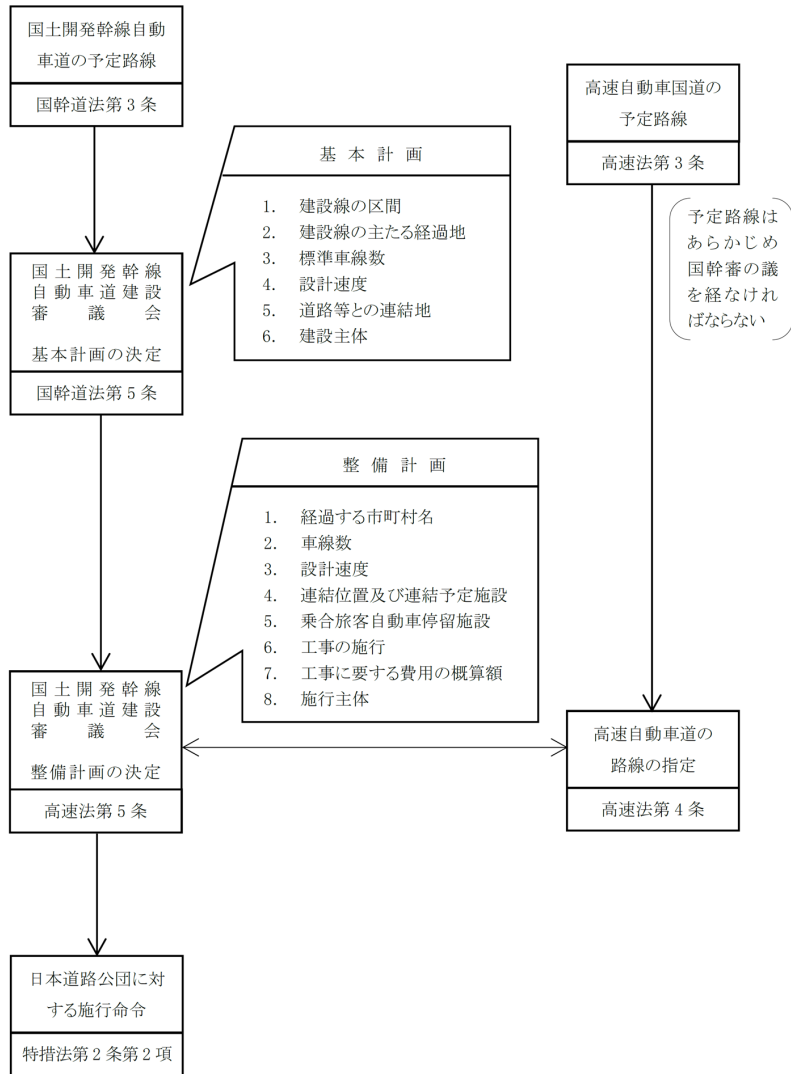 国土開発幹線自動
車道の予定路線
国幹道法第3条
高速自動車国道の
予定路線
高速法第3条
予定路線は
あらかじめ
国幹審の議
を経なけれ
ばならない
基本計画
1. 建設線の区間
2. 建設線の主たる経過地
3. 標準車線数
4. 設計速度
5. 道路等との連結地
6. 建設主体
国土開発幹線
自動車道建設
審議会
基本計画の決定
国幹道法第5条
整備計画
1. 経過する市町村名
2. 車線数
3. 設計速度
4. 連結位置及び連結予定施設
5. 乗合旅客自動車停留施設
6. 工事の施行
7. 工事に要する費用の概算額
8. 施行主体
国土開発幹線
自動車道建設
審議会
整備計画の決定
高速法第5条
高速自動車道の
路線の指定
高速法第4条
日本道路公団に対
する施行命令
特措法第2条第2項